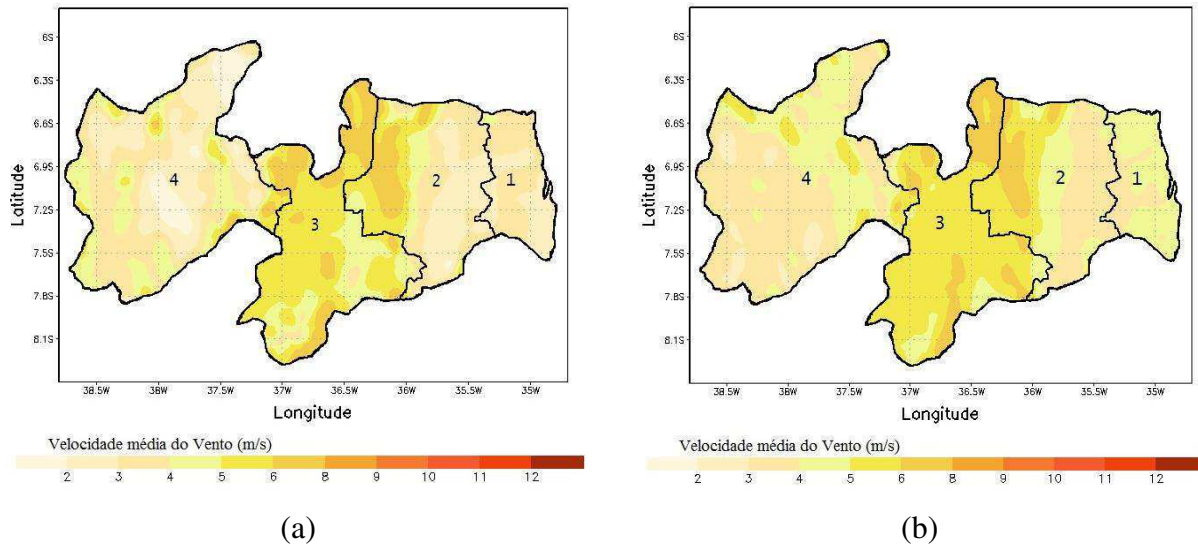 (a)
6S
6.3S
6.6S
6.9S
7.2S
7.5S
7.8S
8.1S
Latitude
4
3
2
1
38.5W 38W 37.5W 37W 36.5W 36W 35.5W 35W
Longitude
Velocidade média do Vento (m/s)
2 3 4 5 6 7 8 9 10 11 12
(a)
(b)
6S
6.3S
6.6S
6.9S
7.2S
7.5S
7.8S
8.1S
Latitude
4
3
2
1
38.5W 38W 37.5W 37W 36.5W 36W 35.5W 35W
Longitude
Velocidade média do Vento (m/s)
2 3 4 5 6 7 8 9 10 11 12
(b)